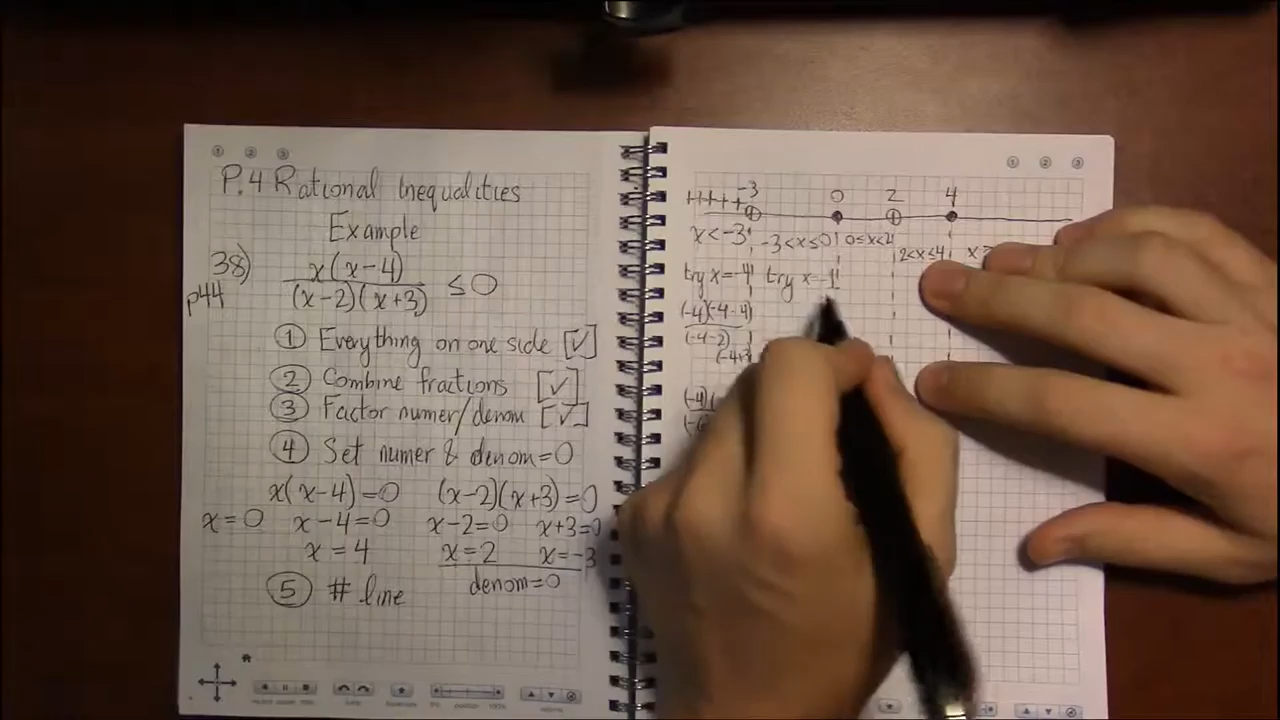 P.4 Rational Inequalities
Example
38) x(x-4) / (x-2)(x+3) ≤ 0
p44
① Everything on one side [✓]
② Combine fractions [✓]
③ Factor numer/denom [✓]
④ Set numer & denom=0
x(x-4)=0 (x-2)(x+3)=0
x=0 x-4=0 x-2=0 x+3=0
x=4 x=2 x=-3
denom=0
⑤ # line
+++++ -3 0 2 4
x<-3 -3<x≤0 0≤x<2
2<x≤4
try x=-4 try x=-1
(-4)(-4-4)
(-4-2)